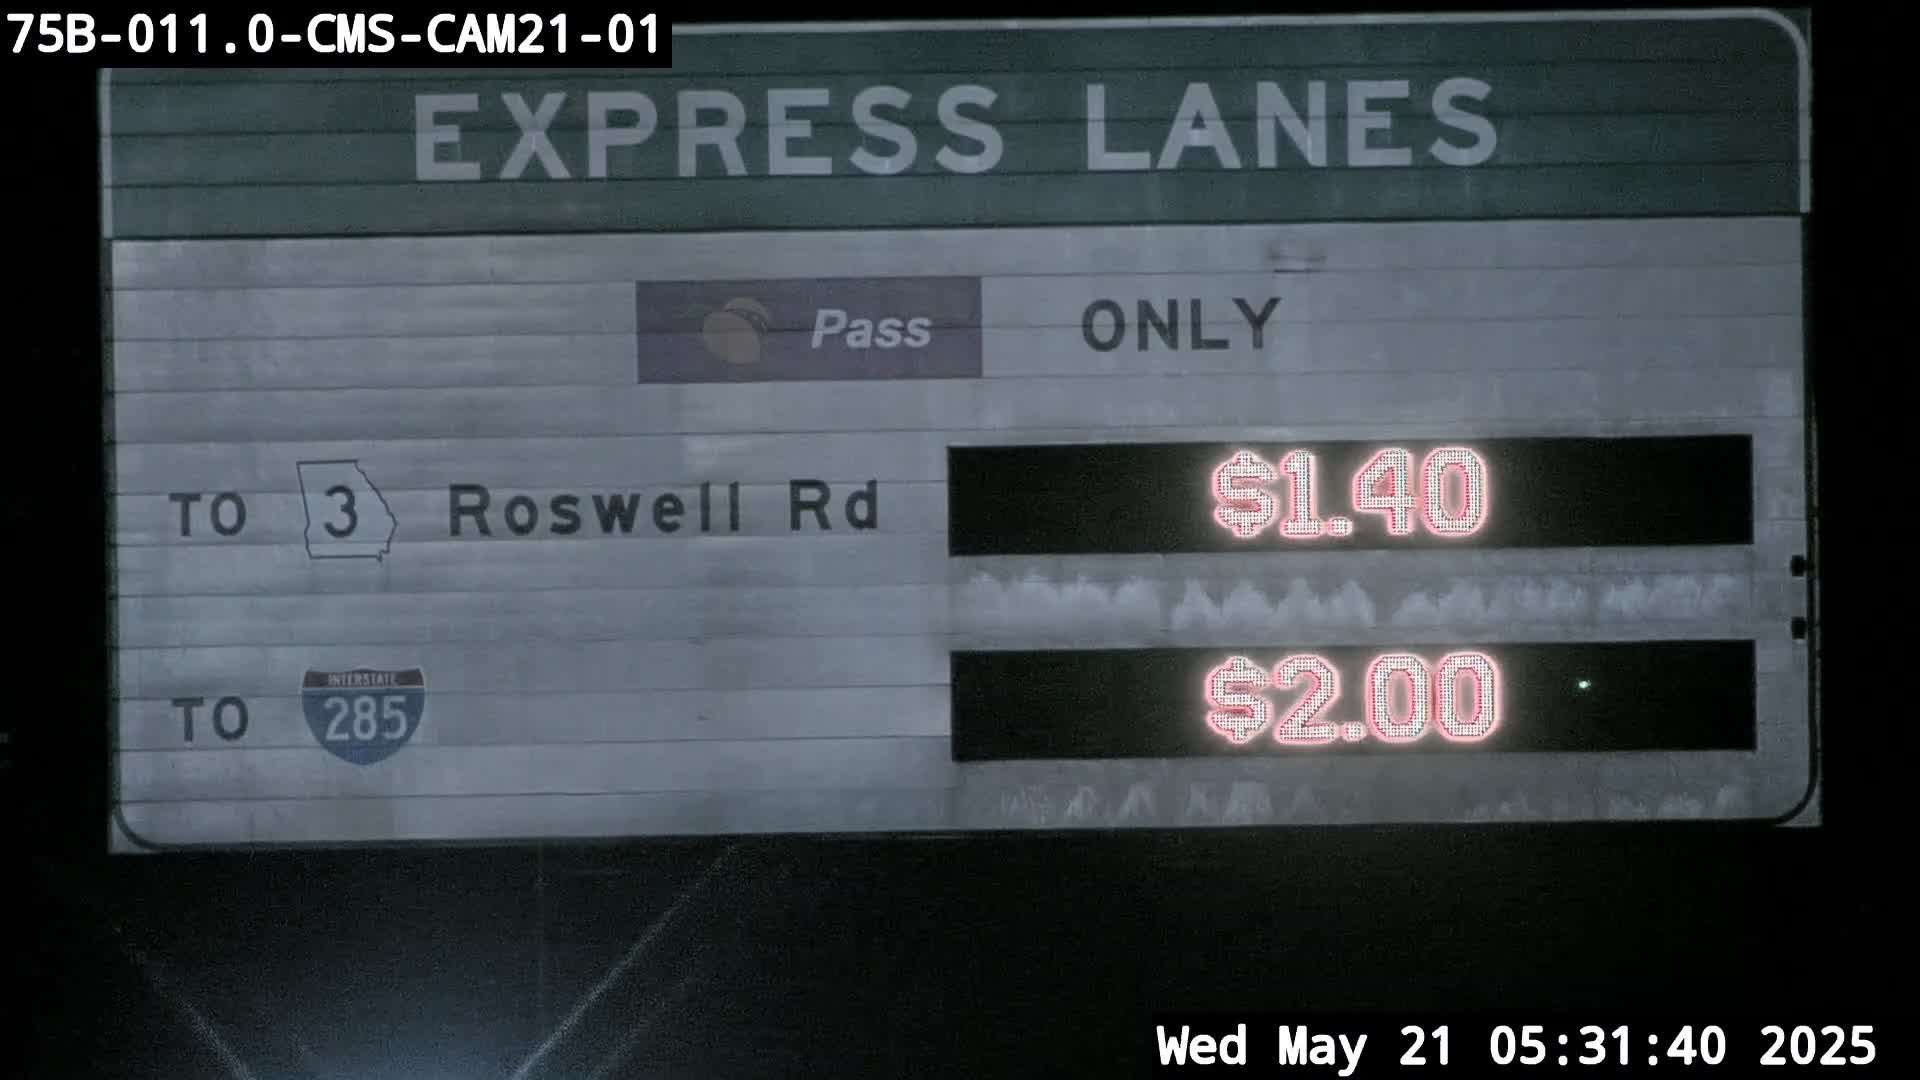 75B-011.0-CMS-CAM21-01
EXPRESS LANES
Pass ONLY
TO 3 Roswell Rd $1.40
TO INTERSTATE 285 $2.00
Wed May 21 05:31:40 2025